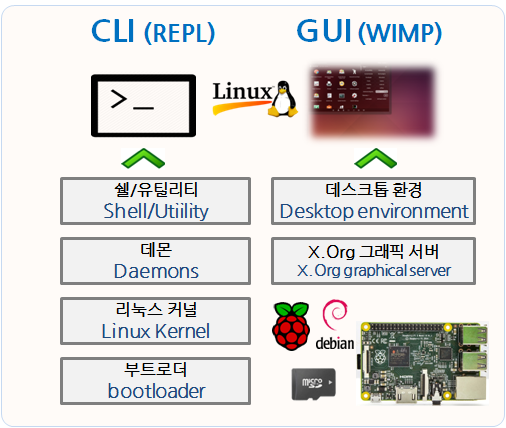 CLI (REPL)
GUI (WIMP)
>_
Linux
쉘/유틸리티
Shell/Utiility
데몬
Daemons
리눅스 커널
Linux Kernel
부트로더
bootloader
데스크톱 환경
Desktop environment
X.Org 그래픽 서버
X.Org graphical server
debian
micro